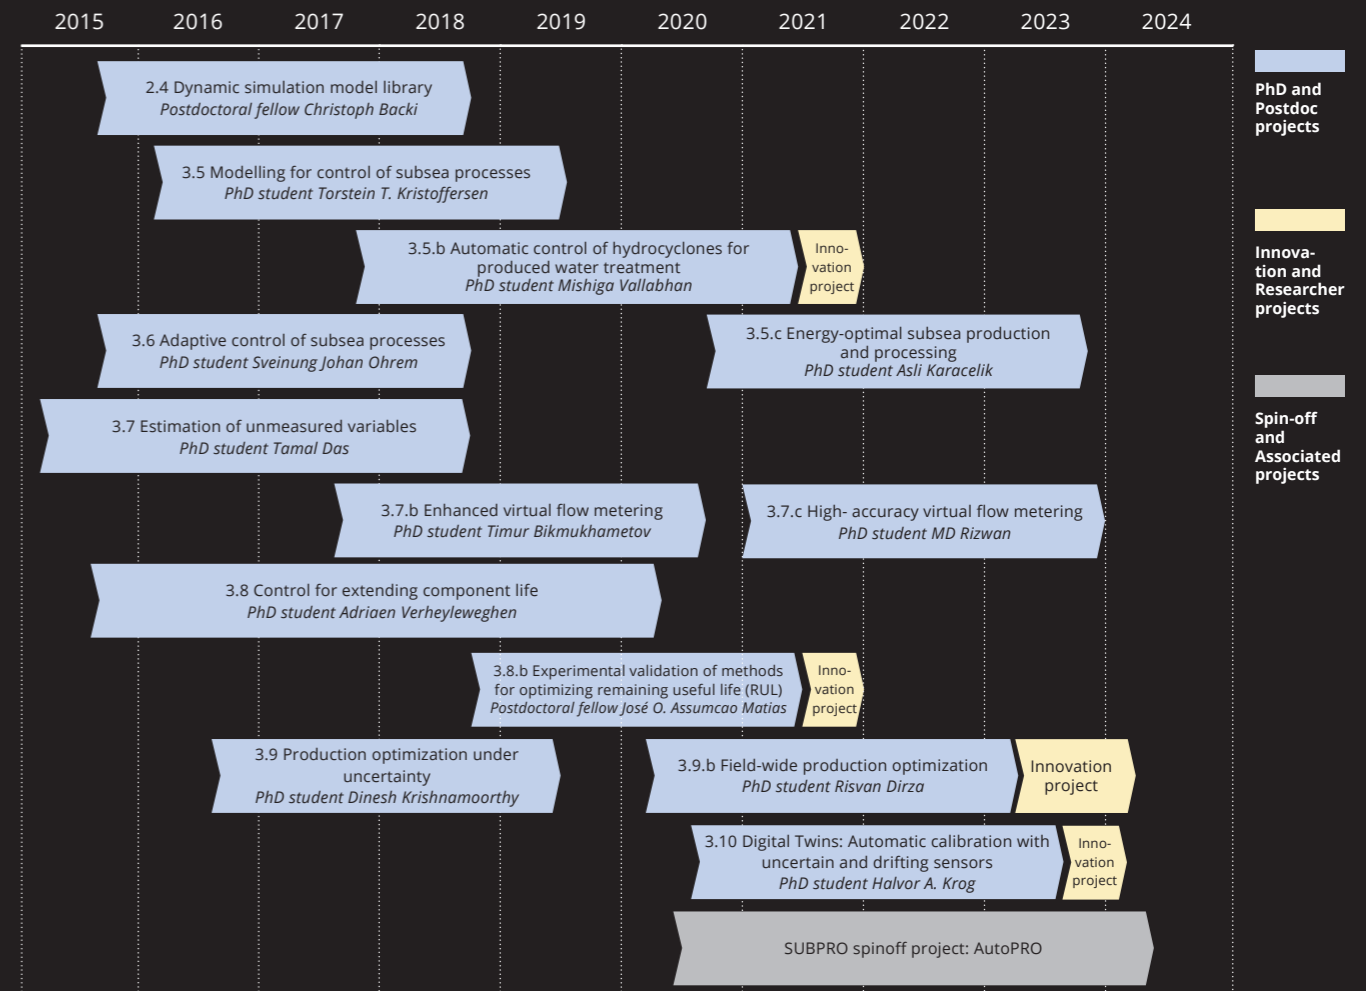 2015 2016 2017 2018 2019 2020 2021 2022 2023 2024
2.4 Dynamic simulation model library
Postdoctoral fellow Christoph Backi
3.5 Modelling for control of subsea processes
PhD student Torstein T. Kristoffersen
3.5.b Automatic control of hydrocyclones for
produced water treatment
PhD student Mishiga Vallabhan
Inno-
vation
project
3.6 Adaptive control of subsea processes
PhD student Sveinung Johan Ohrem
3.5.c Energy-optimal subsea production
and processing
PhD student Asli Karacelik
3.7 Estimation of unmeasured variables
PhD student Tamal Das
3.7.b Enhanced virtual flow metering
PhD student Timur Bikmukhametov
3.7.c High- accuracy virtual flow metering
PhD student MD Rizwan
3.8 Control for extending component life
PhD student Adriaen Verheyleweghen
3.8.b Experimental validation of methods
for optimizing remaining useful life (RUL)
Postdoctoral fellow José O. Assumcao Matias
Inno-
vation
project
3.9 Production optimization under
uncertainty
PhD student Dinesh Krishnamoorthy
3.9.b Field-wide production optimization
PhD student Risvan Dirza
Innovation
project
3.10 Digital Twins: Automatic calibration with
uncertain and drifting sensors
PhD student Halvor A. Krog
Inno-
vation
project
SUBPRO spinoff project: AutoPRO
PhD and
Postdoc
projects
Innova-
tion and
Researcher
projects
Spin-off
and
Associated
projects